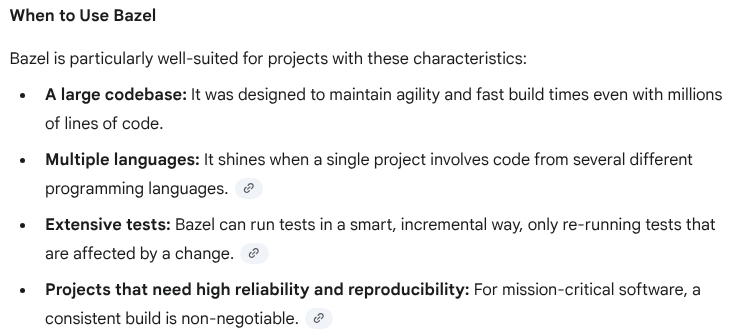 When to Use Bazel
Bazel is particularly well-suited for projects with these characteristics:
• A large codebase: It was designed to maintain agility and fast build times even with millions
of lines of code.
• Multiple languages: It shines when a single project involves code from several different
programming languages.
• Extensive tests: Bazel can run tests in a smart, incremental way, only re-running tests that
are affected by a change.
• Projects that need high reliability and reproducibility: For mission-critical software, a
consistent build is non-negotiable.